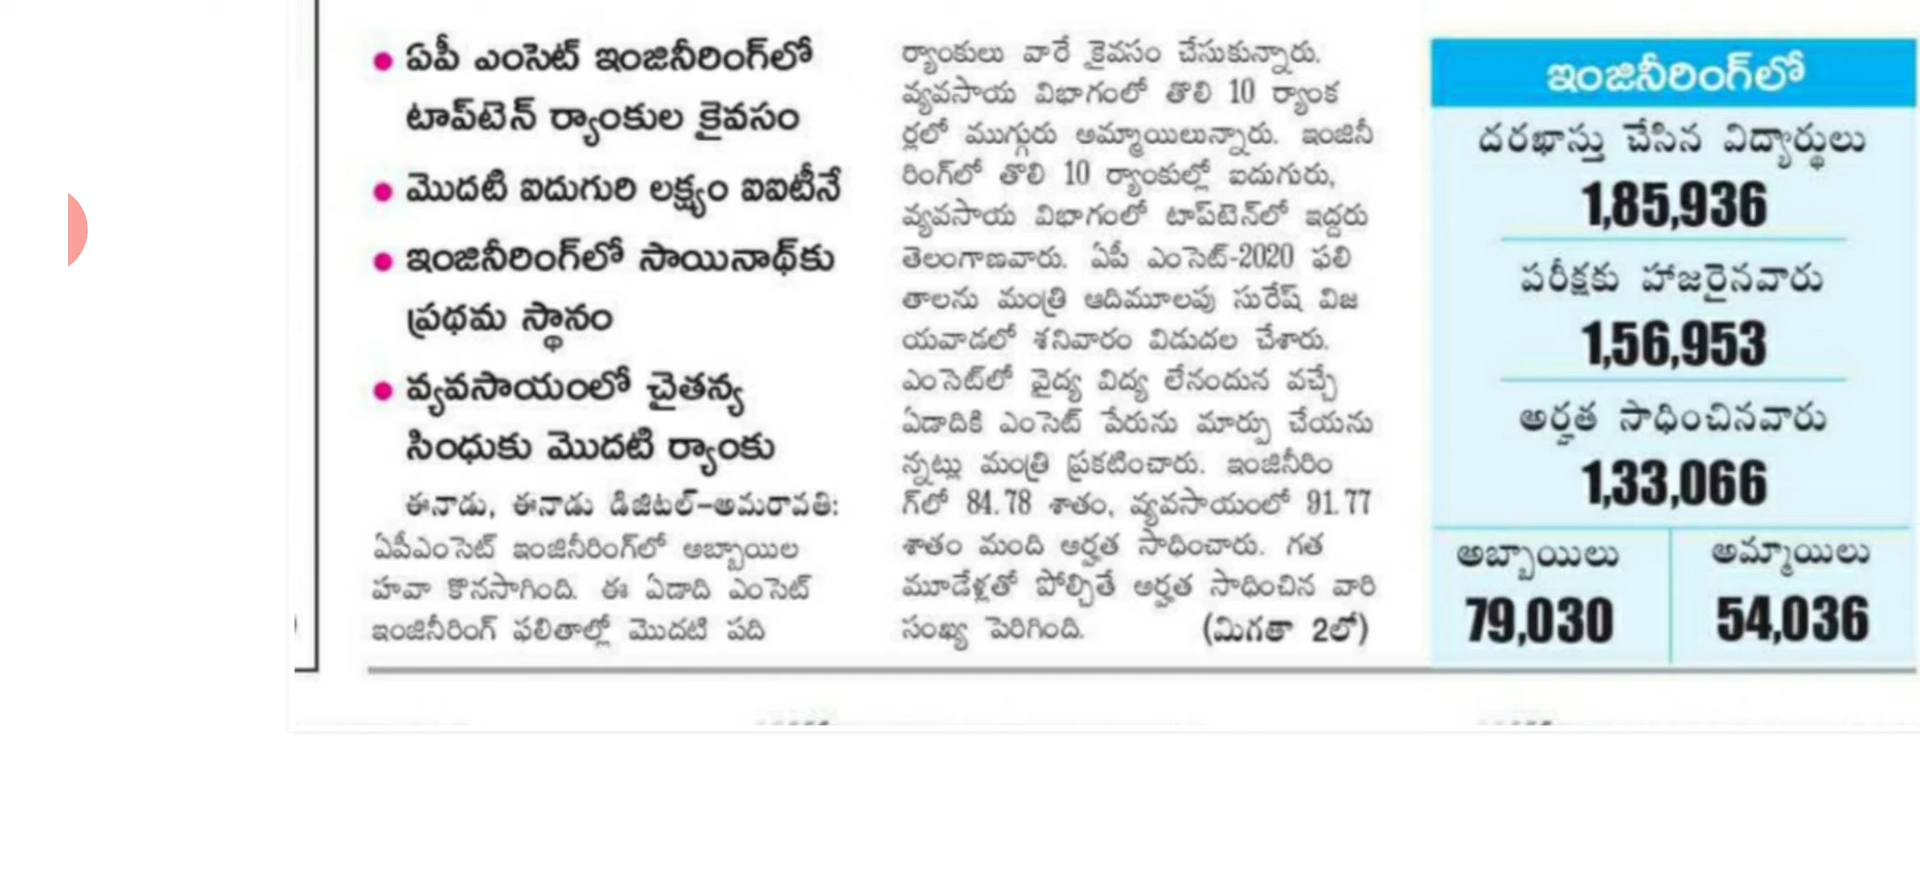 • ఏపీ ఎంసెట్ ఇంజినీరింగ్‌లో
టాప్‌టెన్ ర్యాంకుల కైవసం
• మొదటి ఐదుగురి లక్ష్యం ఐఐటీనే
• ఇంజినీరింగ్‌లో సాయినాథ్‌కు
ప్రథమ స్థానం
• వ్యవసాయంలో చైతన్య
సింధుకు మొదటి ర్యాంకు
ఈనాడు, ఈనాడు డిజిటల్-అమరావతి:
ఏపీఎంసెట్ ఇంజినీరింగ్‌లో అబ్బాయిల
హవా కొనసాగింది. ఈ ఏడాది ఎంసెట్
ఇంజినీరింగ్ ఫలితాల్లో మొదటి పది
ర్యాంకులు వారే కైవసం చేసుకున్నారు.
వ్యవసాయ విభాగంలో తొలి 10 ర్యాంక
ర్లలో ముగ్గురు అమ్మాయిలున్నారు. ఇంజినీ
రింగ్‌లో తొలి 10 ర్యాంకుల్లో ఐదుగురు,
వ్యవసాయ విభాగంలో టాప్‌టెన్‌లో ఇద్దరు
తెలంగాణవారు. ఏపీ ఎంసెట్-2020 ఫలి
తాలను మంత్రి ఆదిమూలపు సురేష్ విజ
యవాడలో శనివారం విడుదల చేశారు.
ఎంసెట్‌లో వైద్య విద్య లేనందున వచ్చే
ఏడాదికి ఎంసెట్ పేరును మార్పు చేయను
న్నట్లు మంత్రి ప్రకటించారు. ఇంజినీరిం
గ్‌లో 84.78 శాతం, వ్యవసాయంలో 91.77
శాతం మంది అర్హత సాధించారు. గత
మూడేళ్లతో పోల్చితే అర్హత సాధించిన వారి
సంఖ్య పెరిగింది. (మిగతా 2లో)
ఇంజినీరింగ్‌లో
దరఖాస్తు చేసిన విద్యార్థులు
1,85,936
పరీక్షకు హాజరైనవారు
1,56,953
అర్హత సాధించినవారు
1,33,066
అబ్బాయిలు అమ్మాయిలు
79,030 54,036